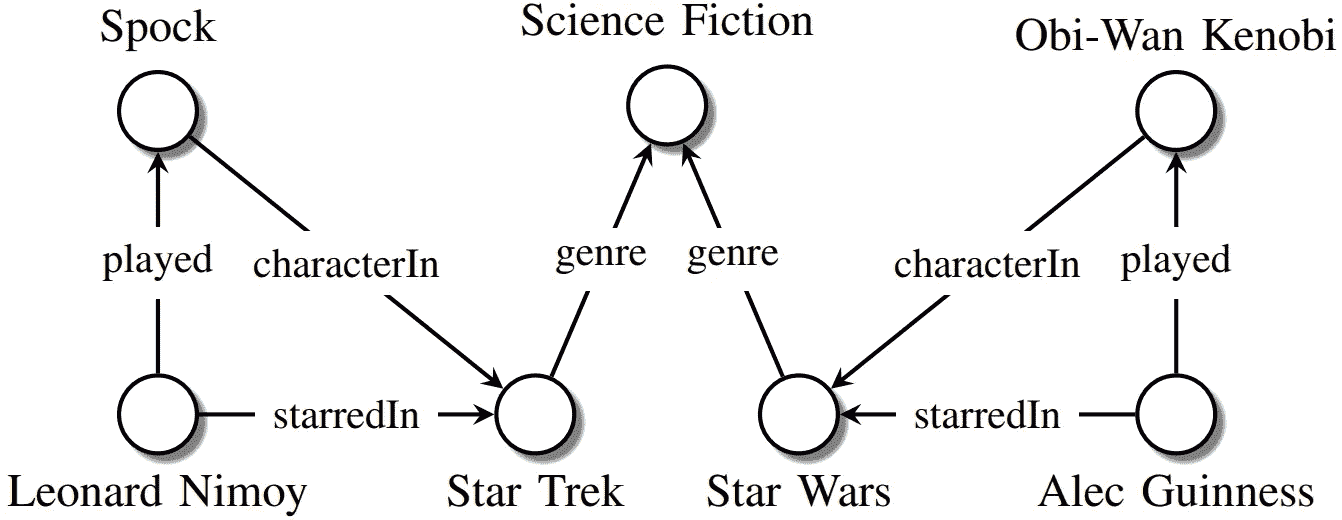 Spock
Science Fiction
Obi-Wan Kenobi
played
characterIn
genre
genre
characterIn
played
starredIn
starredIn
Leonard Nimoy
Star Trek
Star Wars
Alec Guinness